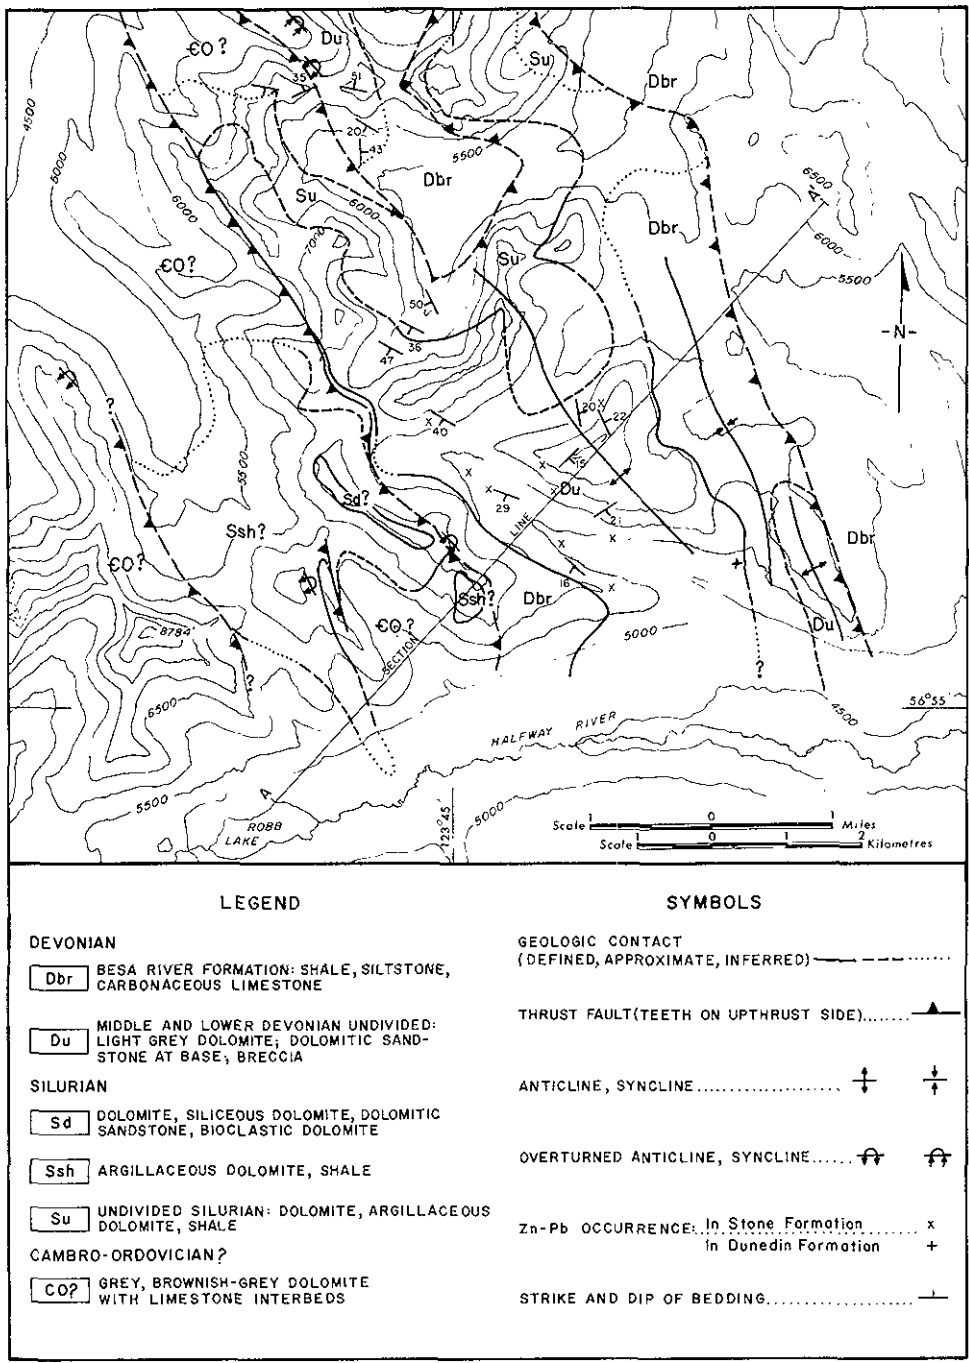 ЄO?
Du
Su
Dbr
4500
35
51
5000
20
43
5500
Dbr
6500
A'
Su
6000
6000
7000
Dbr
6000
ЄO?
Su
5500
50
-N-
36
47
?
20
22
40
15
5500
Sd?
Du
29
21
LINE
Ssh?
Dbr
ЄO?
16
Ssh?
Dbr
ЄO?
Du
8784
5000
SECTION
?
?
6500
56°55'
4500
HALFWAY RIVER
A
5500
5000
123°45'
ROBB
LAKE
0
Scale 1 1 Miles
0
Scale 1 1 2 Kilometres
LEGEND
DEVONIAN
Dbr BESA RIVER FORMATION: SHALE, SILTSTONE,
CARBONACEOUS LIMESTONE
Du MIDDLE AND LOWER DEVONIAN UNDIVIDED:
LIGHT GREY DOLOMITE; DOLOMITIC SAND-
STONE AT BASE; BRECCIA
SILURIAN
Sd DOLOMITE, SILICEOUS DOLOMITE, DOLOMITIC
SANDSTONE, BIOCLASTIC DOLOMITE
Ssh ARGILLACEOUS DOLOMITE, SHALE
Su UNDIVIDED SILURIAN: DOLOMITE, ARGILLACEOUS
DOLOMITE, SHALE
CAMBRO-ORDOVICIAN?
ЄO? GREY, BROWNISH-GREY DOLOMITE
WITH LIMESTONE INTERBEDS
SYMBOLS
GEOLOGIC CONTACT
(DEFINED, APPROXIMATE, INFERRED)
THRUST FAULT (TEETH ON UPTHRUST SIDE)
ANTICLINE, SYNCLINE
OVERTURNED ANTICLINE, SYNCLINE
Zn-Pb OCCURRENCE: In Stone Formation x
In Dunedin Formation +
STRIKE AND DIP OF BEDDING